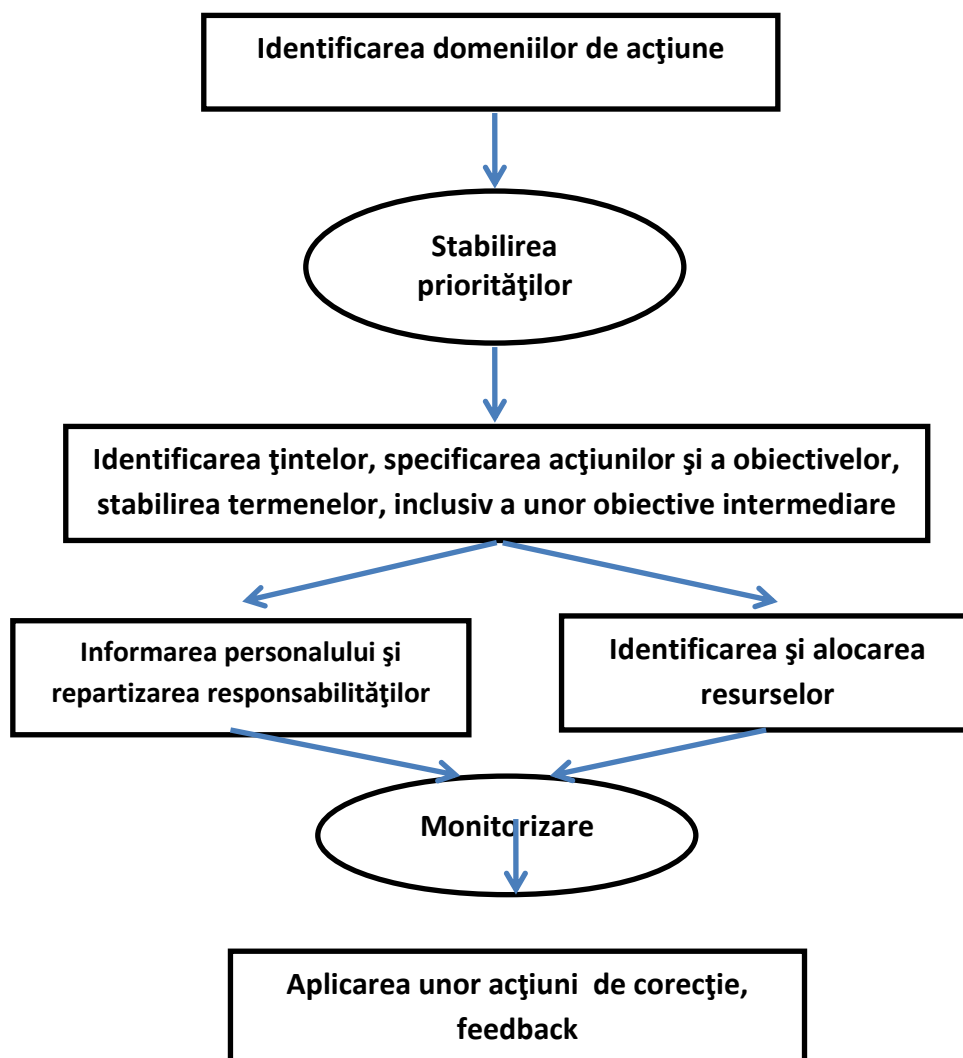 Identificarea domeniilor de acţiune
Stabilirea
priorităţilor
Identificarea ţintelor, specificarea acţiunilor şi a obiectivelor,
stabilirea termenelor, inclusiv a unor obiective intermediare
Informarea personalului şi
repartizarea responsabilităţilor
Identificarea şi alocarea
resurselor
Monitorizare
Aplicarea unor acţiuni de corecţie,
feedback